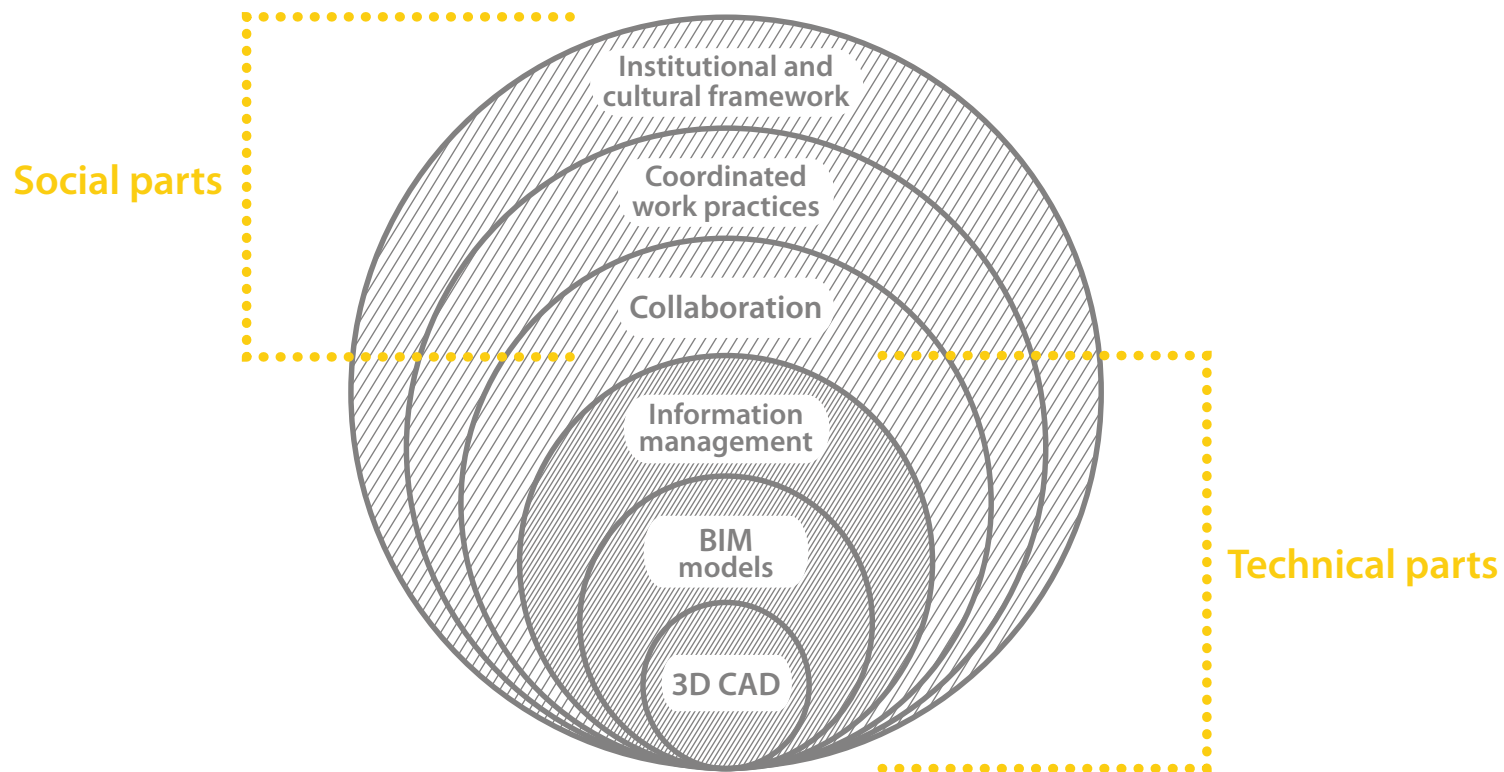 Institutional and
cultural framework
Social parts
Coordinated
work practices
Collaboration
Information
management
BIM
models
Technical parts
3D CAD